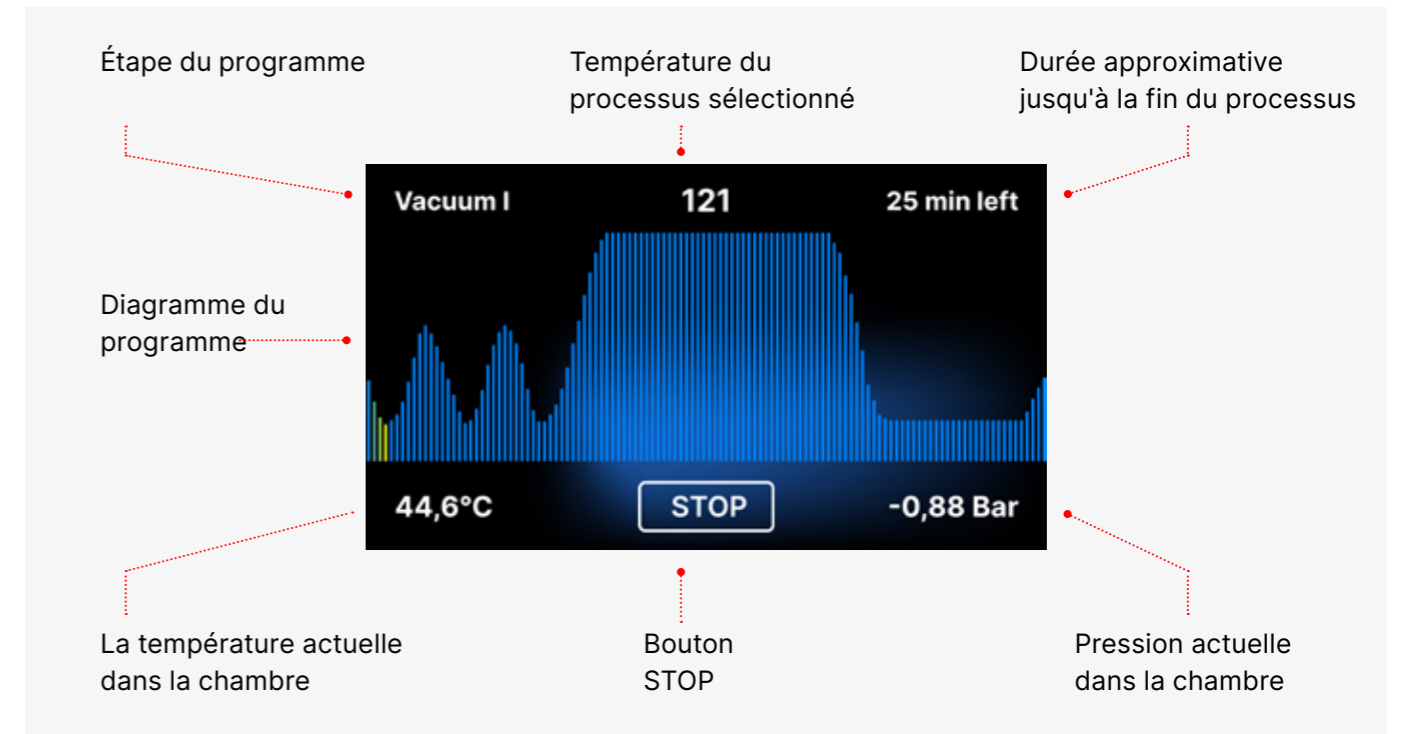 Étape du programme
Température du
processus sélectionné
Durée approximative
jusqu'à la fin du processus
Vacuum I
121
25 min left
Diagramme du
programme
44,6°C
STOP
-0,88 Bar
La température actuelle
dans la chambre
Bouton
STOP
Pression actuelle
dans la chambre